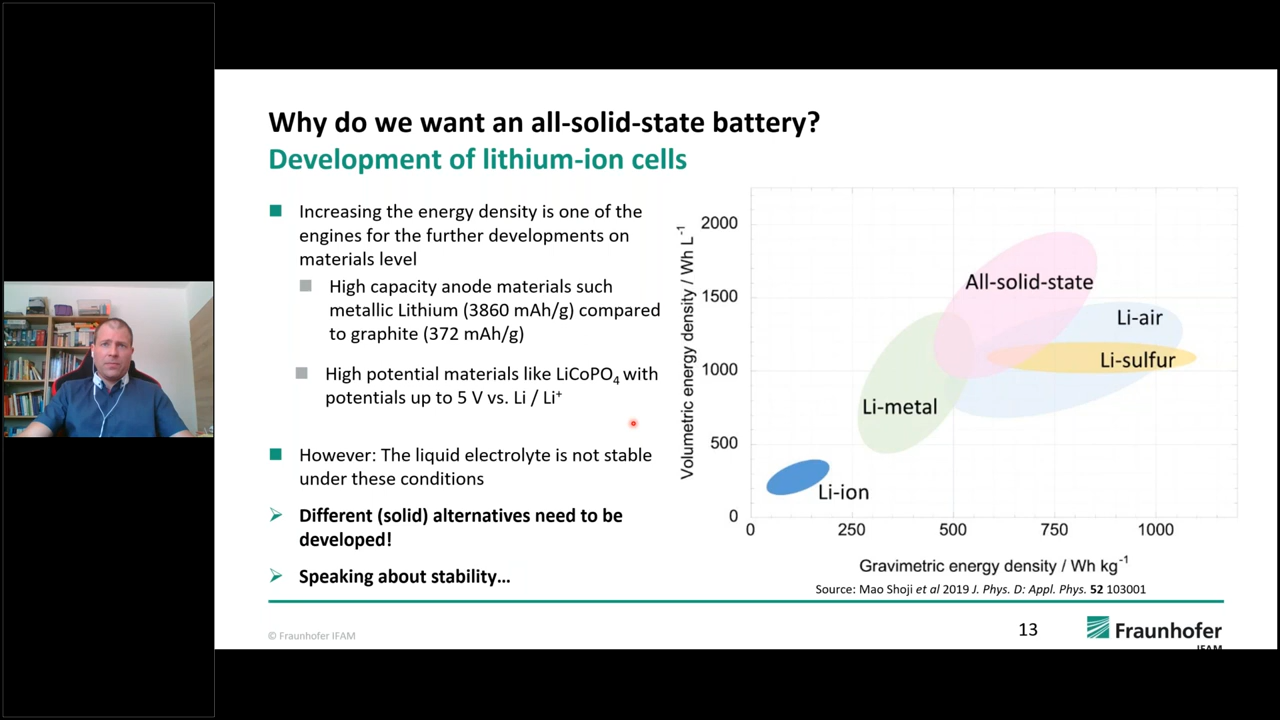 Why do we want an all-solid-state battery?
Development of lithium-ion cells
Increasing the energy density is one of the
engines for the further developments on
materials level
High capacity anode materials such
metallic Lithium (3860 mAh/g) compared
to graphite (372 mAh/g)
High potential materials like LiCoPO₄ with
potentials up to 5 V vs. Li / Li⁺
However: The liquid electrolyte is not stable
under these conditions
Different (solid) alternatives need to be
developed!
Speaking about stability...
Volumetric energy density / Wh L⁻¹
2000
1500
1000
500
0
All-solid-state
Li-air
Li-sulfur
Li-metal
Li-ion
0 250 500 750 1000
Gravimetric energy density / Wh kg⁻¹
Source: Mao Shoji et al 2019 J. Phys. D: Appl. Phys. 52 103001
© Fraunhofer IFAM
13
Fraunhofer
IFAM